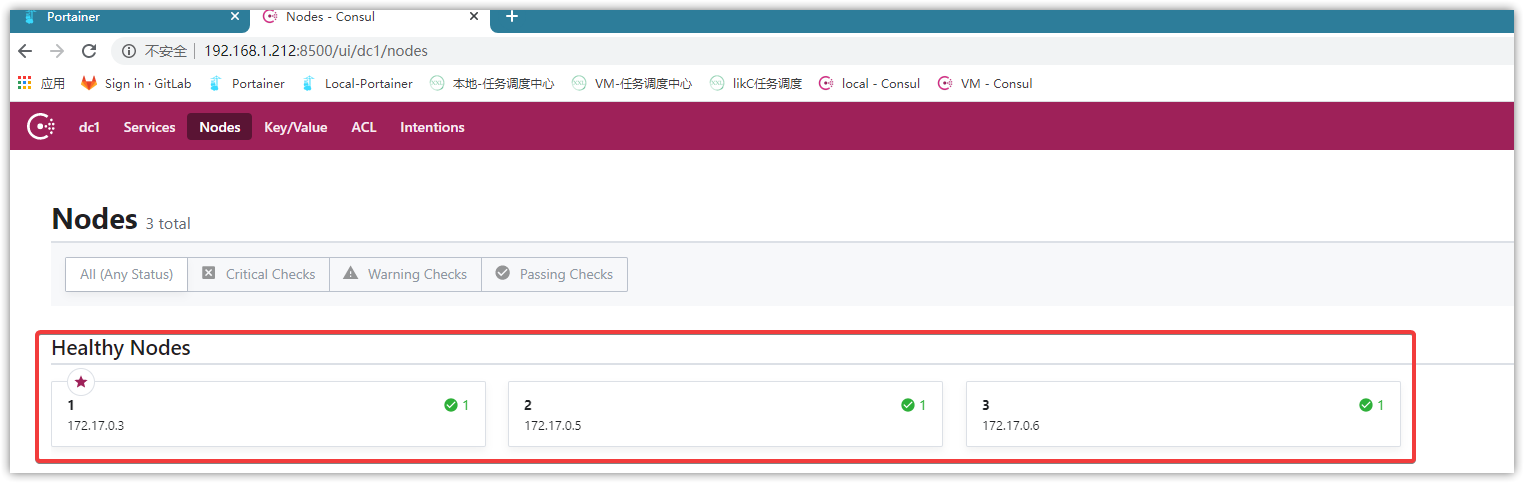 Portainer
Nodes - Consul
不安全 192.168.1.212:8500/ui/dc1/nodes
应用 Sign in · GitLab Portainer Local-Portainer 本地-任务调度中心 VM-任务调度中心 likC任务调度 local - Consul VM - Consul
dc1 Services Nodes Key/Value ACL Intentions
Nodes 3 total
All (Any Status) Critical Checks Warning Checks Passing Checks
Healthy Nodes
1 1
172.17.0.3
2 1
172.17.0.5
3 1
172.17.0.6